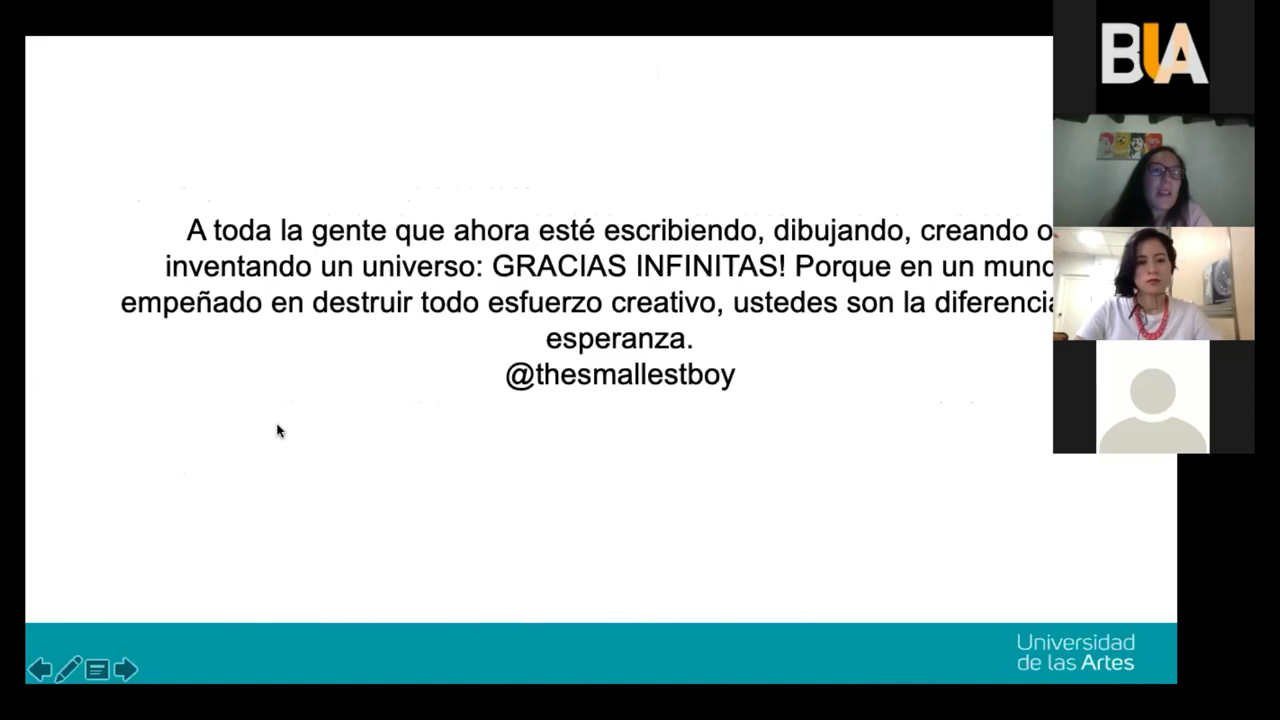 A toda la gente que ahora esté escribiendo, dibujando, creando o
inventando un universo: GRACIAS INFINITAS! Porque en un
empeñado en destruir todo esfuerzo creativo, ustedes son la diferencia
esperanza.
@thesmallestboy
BUA
Universidad
de las Artes